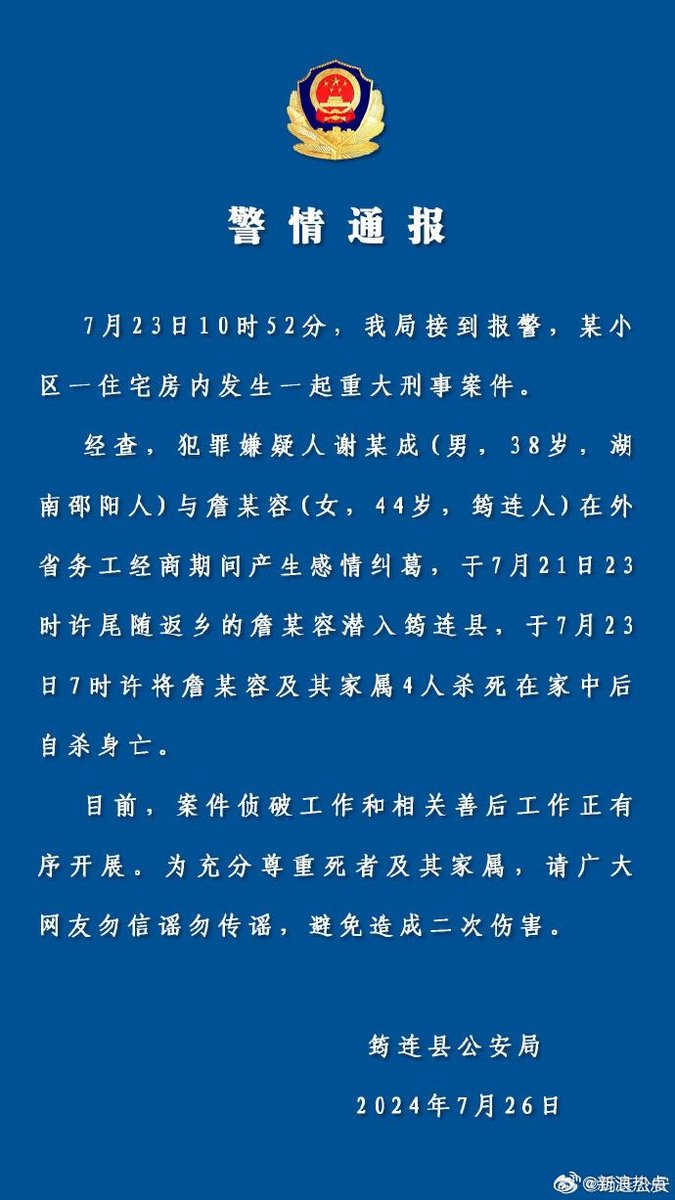 警情通报
7月23日10时52分，我局接到报警，某小
区一住宅房内发生一起重大刑事案件。
经查，犯罪嫌疑人谢某成(男，38岁，湖
南邵阳人)与詹某容(女，44岁，筠连人)在外
省务工经商期间产生感情纠葛，于7月21日23
时许尾随返乡的詹某容潜入筠连县，于7月23
日7时许将詹某容及其家属4人杀死在家中后
自杀身亡。
目前，案件侦破工作和相关善后工作正有
序开展。为充分尊重死者及其家属，请广大
网友勿信谣勿传谣，避免造成二次伤害。
筠连县公安局
2024年7月26日
@新浪热点